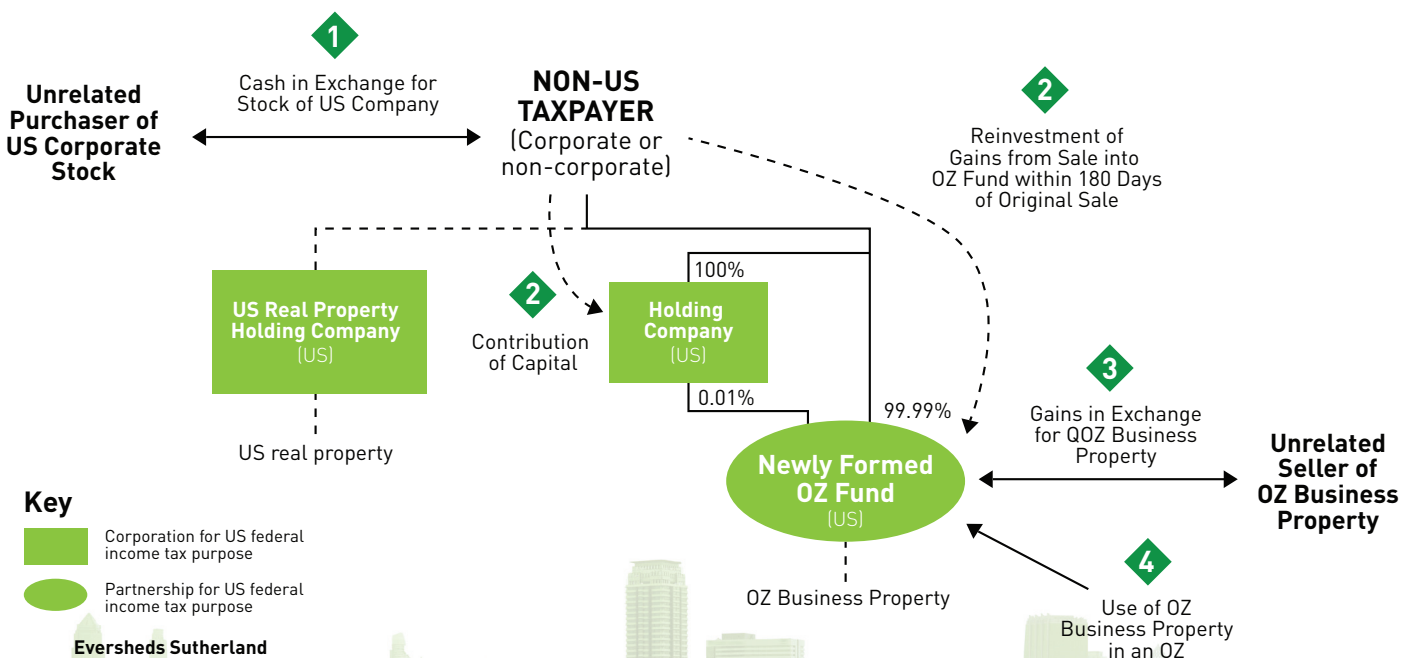 1
Cash in Exchange for
Stock of US Company
Unrelated
Purchaser of
US Corporate
Stock
NON-US
TAXPAYER
(Corporate or
non-corporate)
2
Reinvestment of
Gains from Sale into
OZ Fund within 180 Days
of Original Sale
US Real Property
Holding Company
(US)
US real property
2
Contribution
of Capital
100%
Holding
Company
(US)
0.01%
99.99%
Newly Formed
OZ Fund
(US)
OZ Business Property
3
Gains in Exchange
for QOZ Business
Property
Unrelated
Seller of
OZ Business
Property
4
Use of OZ
Business Property
in an OZ
Key
Corporation for US federal
income tax purpose
Partnership for US federal
income tax purpose
Eversheds Sutherland